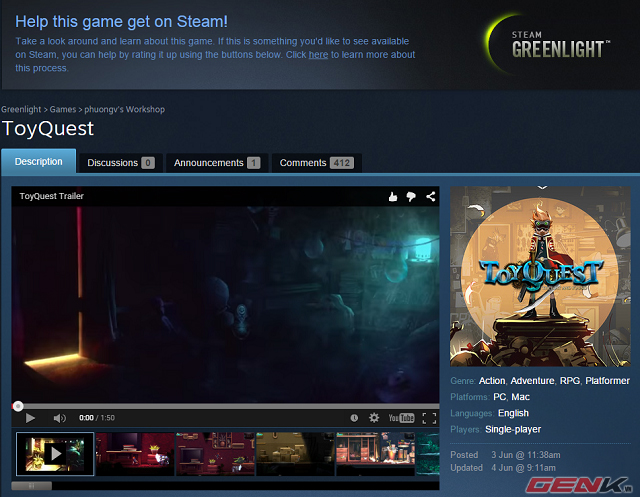 Help this game get on Steam!
Take a look around and learn about this game. If this is something you'd like to see available
on Steam, you can help by rating it up using the buttons below. Click here to learn more about
this process.
STEAM
GREENLIGHT™
Greenlight > Games > phuongv's Workshop
ToyQuest
Description
Discussions 0
Announcements 1
Comments 412
ToyQuest Trailer
TOYQUEST
0:00 / 1:50
YouTube
Genre: Action, Adventure, RPG, Platformer
Platforms: PC, Mac
Languages: English
Players: Single-player
Posted 3 Jun @ 11:38am
Updated 4 Jun @ 9:11am
GENK